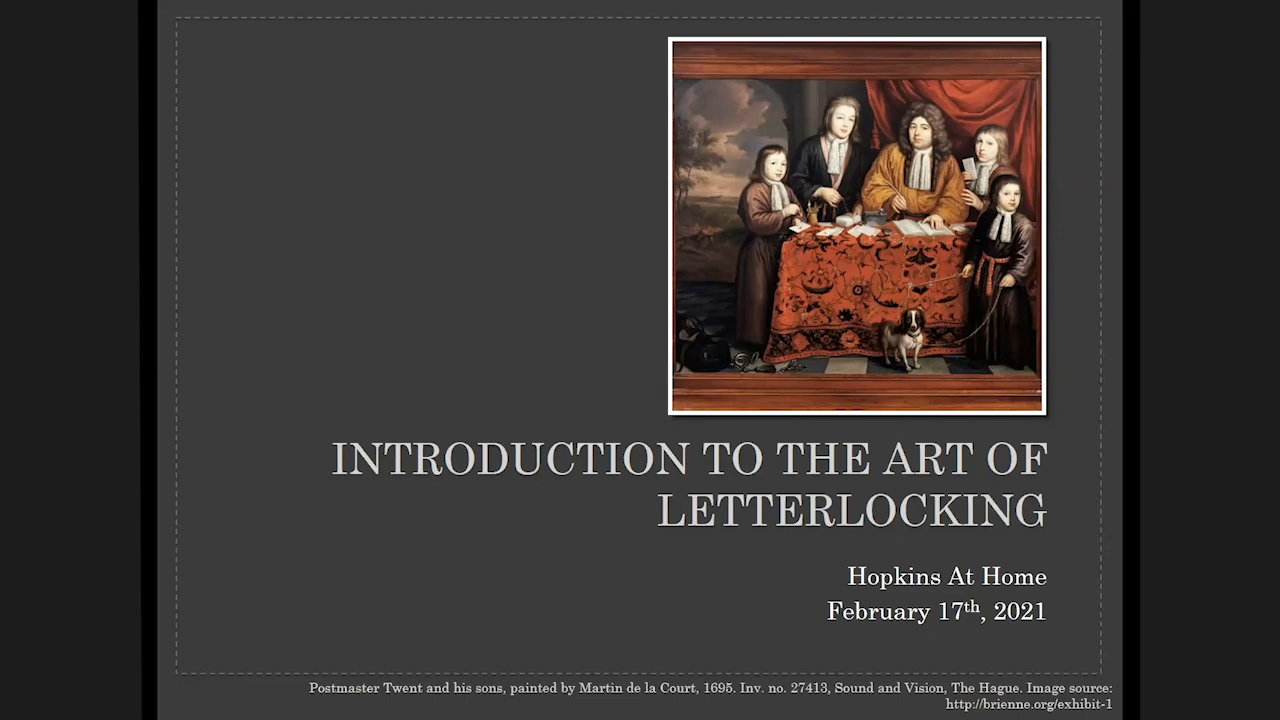 INTRODUCTION TO THE ART OF
LETTERLOCKING
Hopkins At Home
February 17th, 2021
Postmaster Twent and his sons, painted by Martin de la Court, 1695. Inv. no. 27413, Sound and Vision, The Hague. Image source:
http://brienne.org/exhibit-1